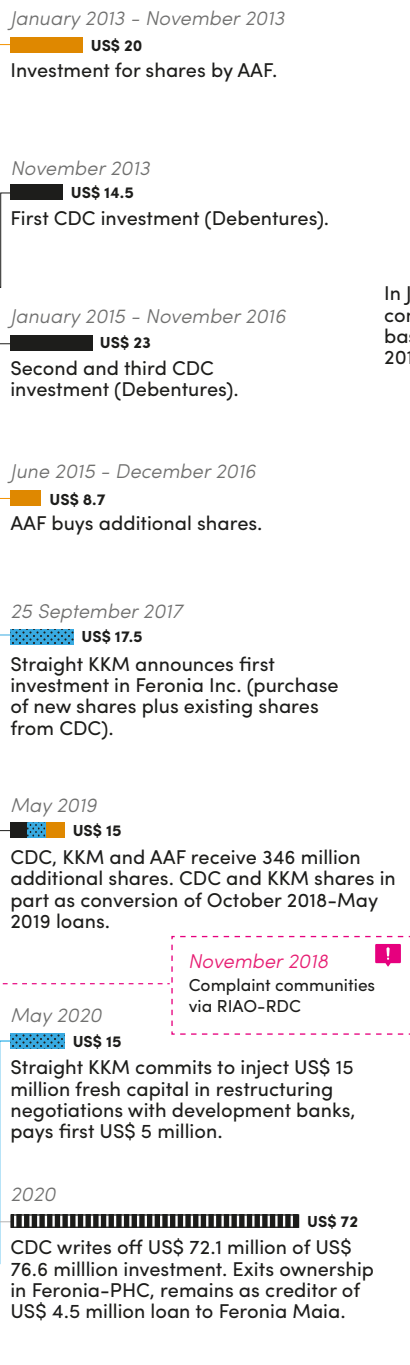 January 2013 - November 2013
US$ 20
Investment for shares by AAF.
November 2013
US$ 14.5
First CDC investment (Debentures).
January 2015 - November 2016
US$ 23
Second and third CDC
investment (Debentures).
June 2015 - December 2016
US$ 8.7
AAF buys additional shares.
25 September 2017
US$ 17.5
Straight KKM announces first
investment in Feronia Inc. (purchase
of new shares plus existing shares
from CDC).
May 2019
US$ 15
CDC, KKM and AAF receive 346 million
additional shares. CDC and KKM shares in
part as conversion of October 2018-May
2019 loans.
November 2018
!
Complaint communities
via RIAO-RDC
May 2020
US$ 15
Straight KKM commits to inject US$ 15
million fresh capital in restructuring
negotiations with development banks,
pays first US$ 5 million.
2020
US$ 72
CDC writes off US$ 72.1 million of US$
76.6 milllion investment. Exits ownership
in Feronia-PHC, remains as creditor of
US$ 4.5 million loan to Feronia Maia.
In